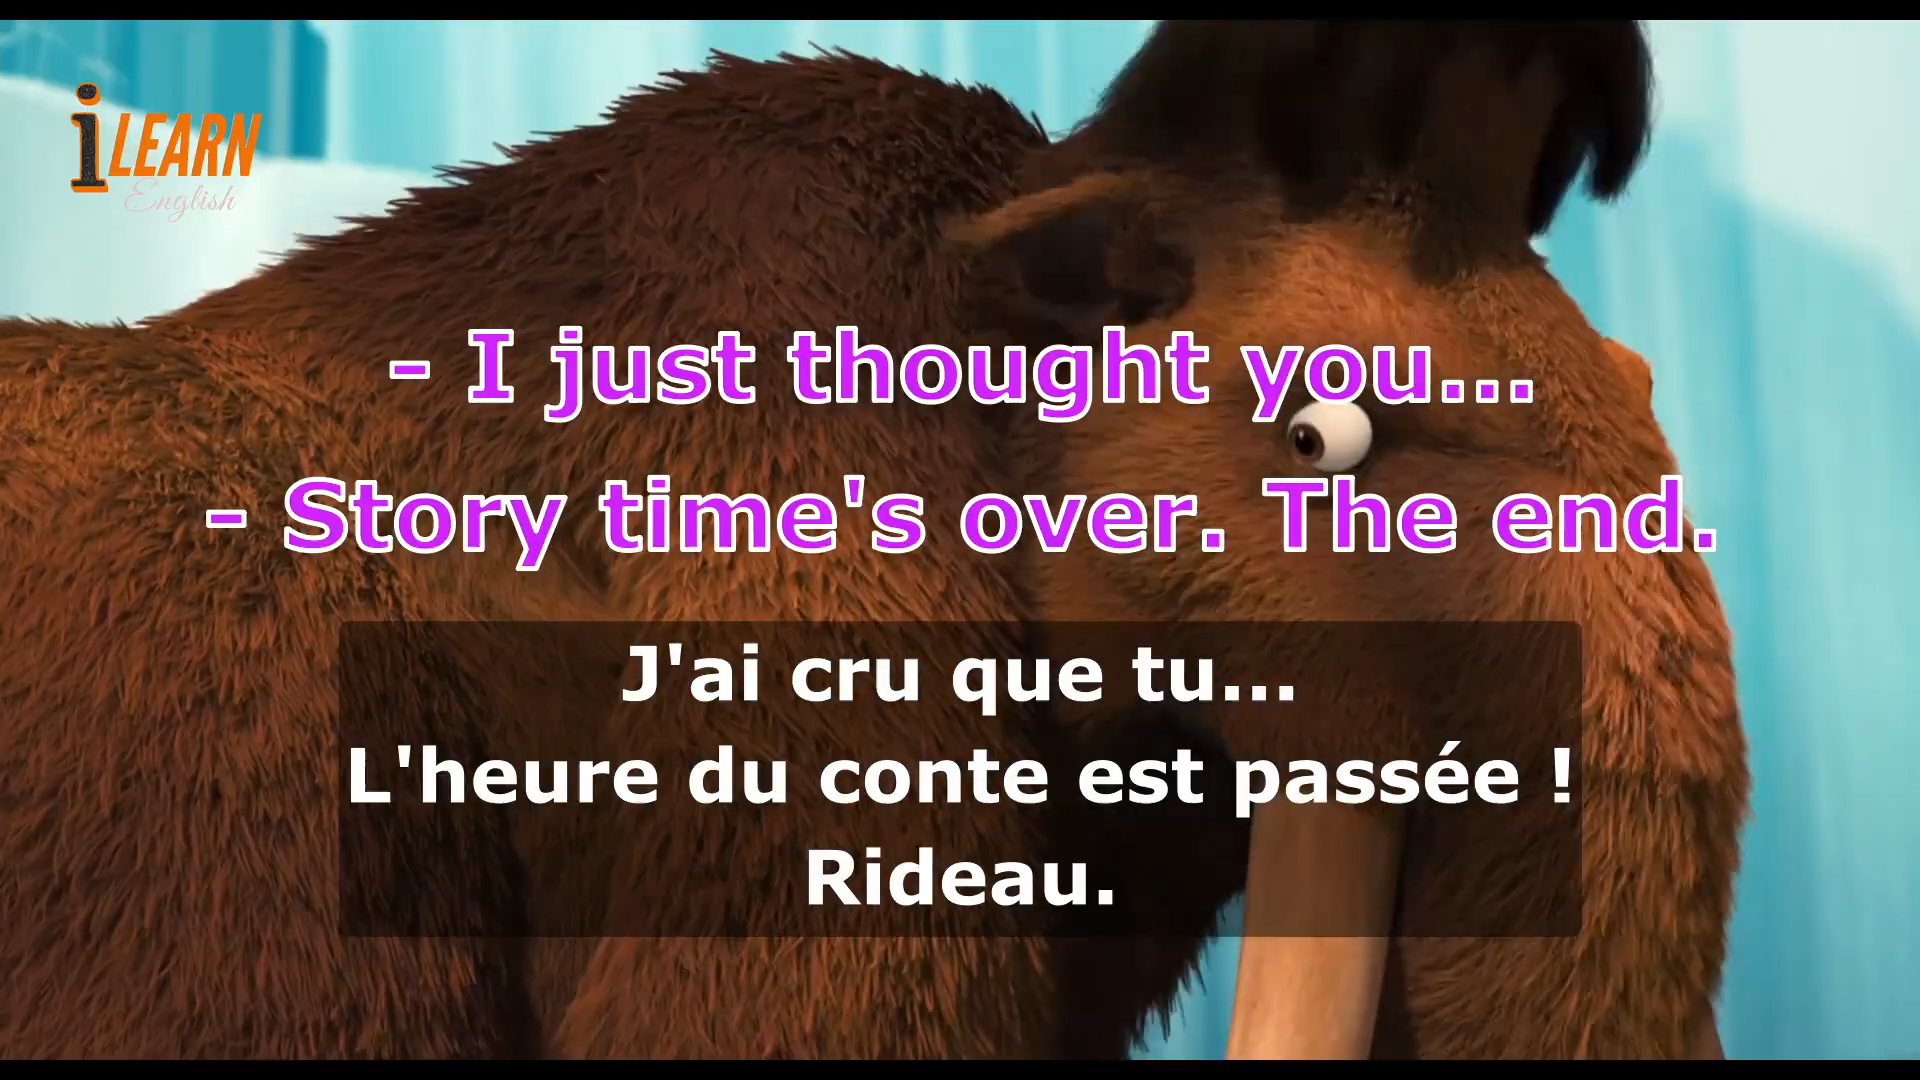 iLEARN
English
- I just thought you...
- Story time's over. The end.
J'ai cru que tu...
L'heure du conte est passée !
Rideau.